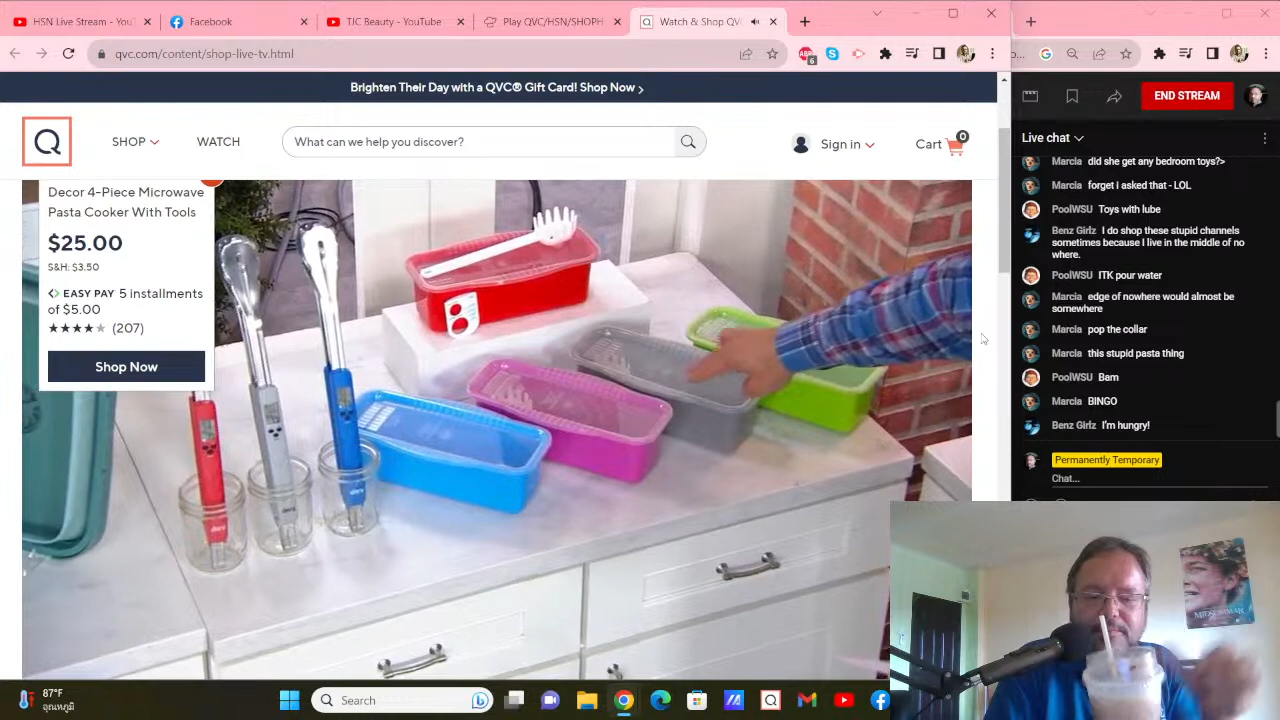 HSN Live Stream - YouTu
Facebook
TJC Beauty - YouTube
Play QVC/HSN/SHOPH
Watch & Shop QV
qvc.com/content/shop-live-tv.html
Brighten Their Day with a QVC® Gift Card! Shop Now
Q
SHOP
WATCH
What can we help you discover?
Sign in
Cart
0
Decor 4-Piece Microwave
Pasta Cooker With Tools
$25.00
S&H: $3.50
EASY PAY 5 installments
of $5.00
(207)
Shop Now
END STREAM
Live chat
Marcia did she get any bedroom toys?>
Marcia forget i asked that - LOL
PoolWSU Toys with lube
Benz Girlz I do shop these stupid channels
sometimes because I live in the middle of no
where.
PoolWSU ITK pour water
Marcia edge of nowhere would almost be
somewhere
Marcia pop the collar
Marcia this stupid pasta thing
PoolWSU Bam
Marcia BINGO
Benz Girlz I'm hungry!
Permanently Temporary
Chat...
MIDSOMMAR
87°F
อุณหภูมิ
Search